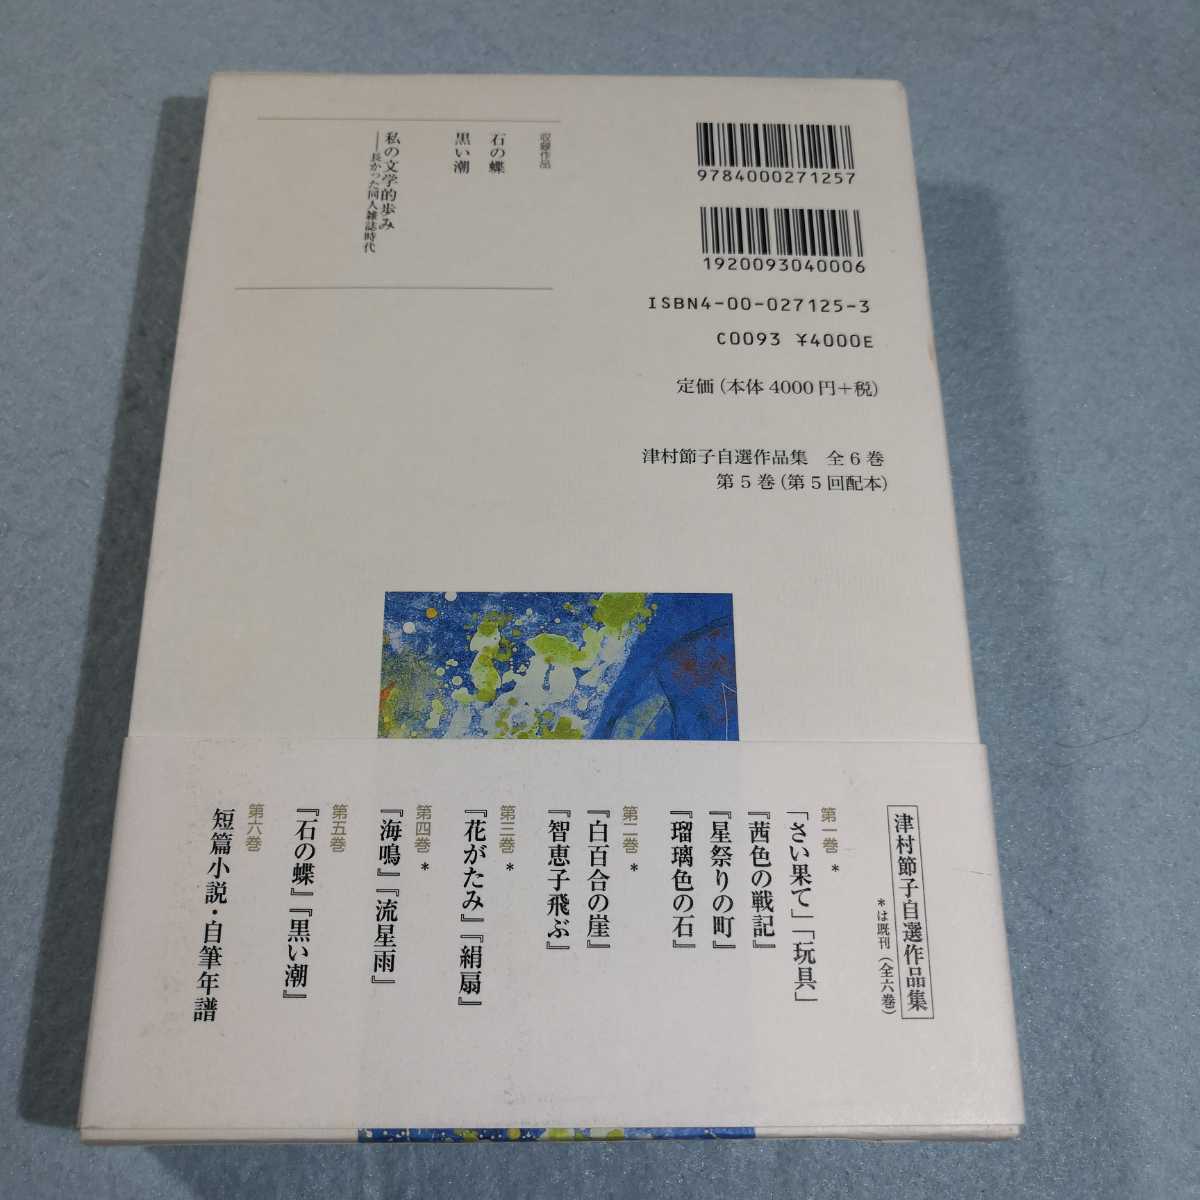 収録作品
石の蝶
黒い潮
私の文学的歩み
——長かった同人雑誌時代
9784000271257
1920093040006
ISBN4-00-027125-3
C0093 ¥4000E
定価(本体4000円+税)
津村節子自選作品集 全6巻
第5巻(第5回配本)
津村節子自選作品集
*は既刊(全六巻)
第一巻*
「さい果て」「玩具」
『茜色の戦記』
『星祭りの町』
『瑠璃色の石』
第二巻*
『白百合の崖』
『智恵子飛ぶ』
第三巻*
『花がたみ』『絹扇』
第四巻*
『海鳴』『流星雨』
第五巻
『石の蝶』『黒い潮』
第六巻
短篇小説・自筆年譜